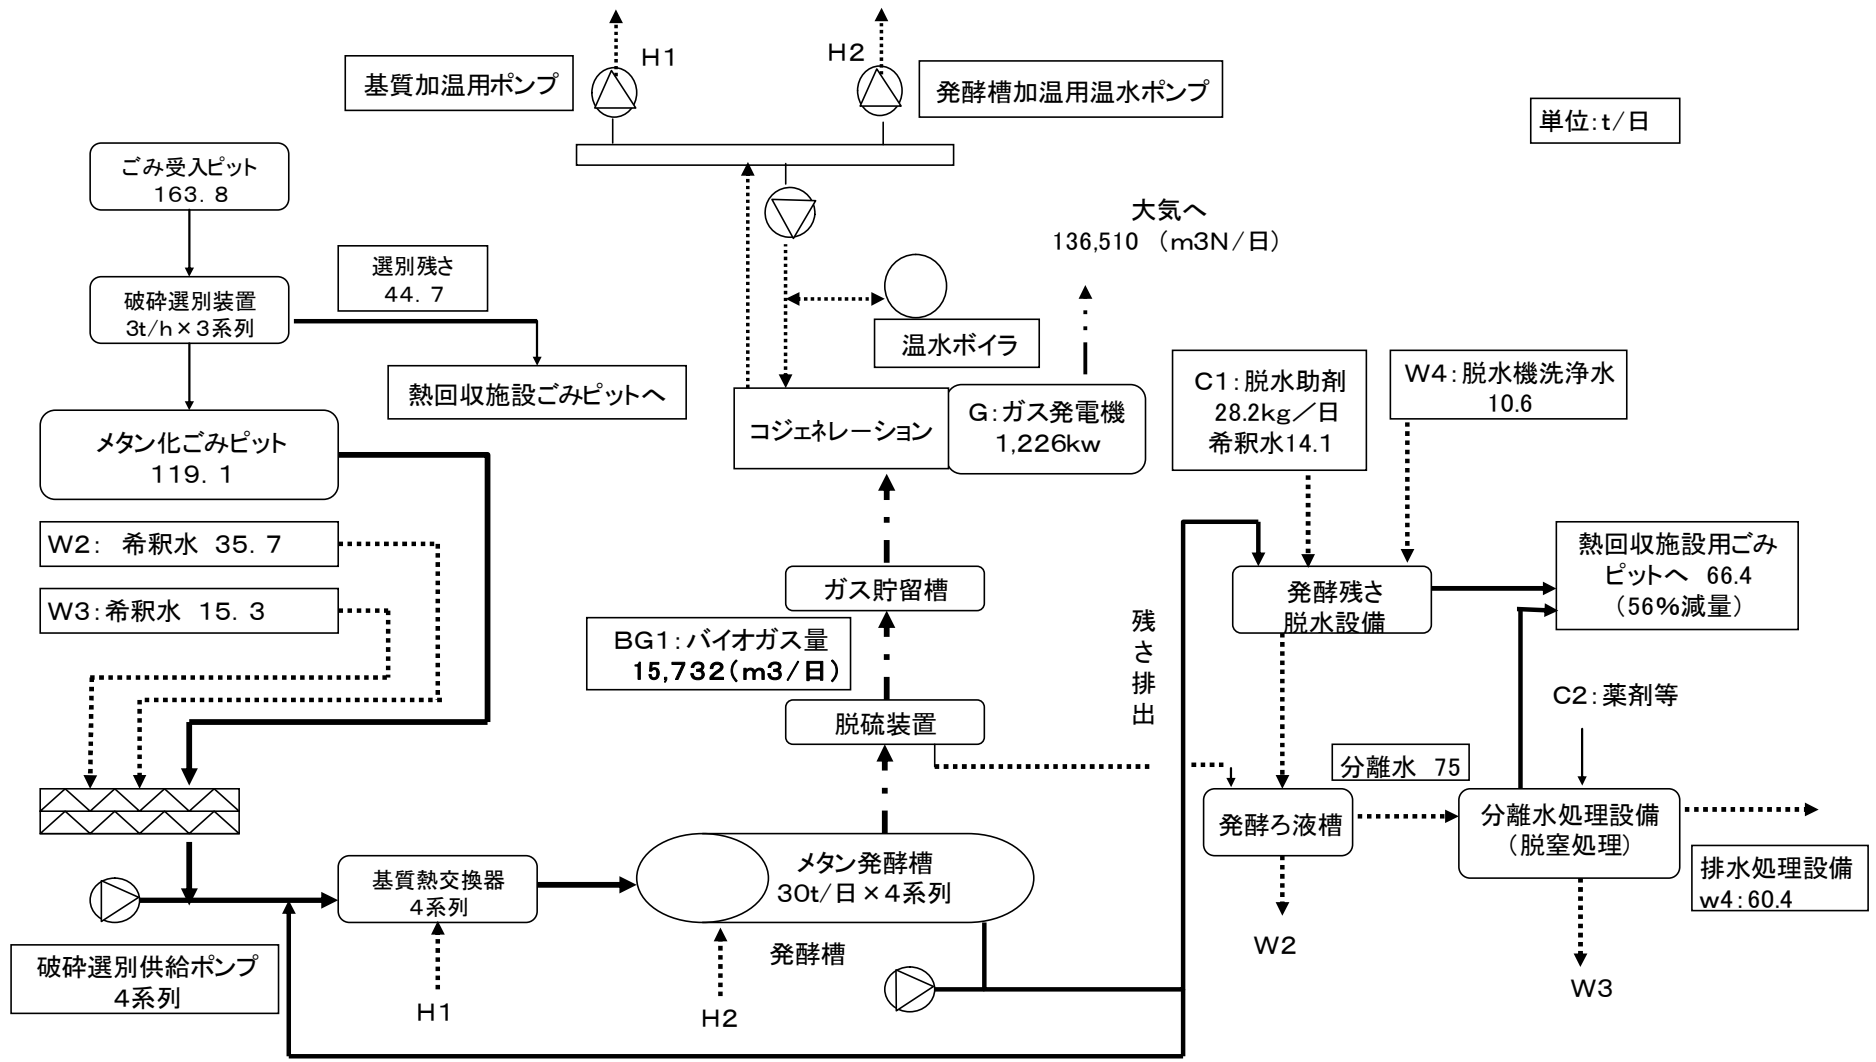 基質加温用ポンプ
H1
H2
発酵槽加温用温水ポンプ
単位:t/日
ごみ受入ピット
163.8
破砕選別装置
3t/h×3系列
選別残さ
44.7
熱回収施設ごみピットへ
メタン化ごみピット
119.1
W2: 希釈水 35.7
W3:希釈水 15.3
大気へ
136,510 (m3N/日)
温水ボイラ
コジェネレーション
G:ガス発電機
1,226kw
C1:脱水助剤
28.2kg/日
希釈水14.1
W4:脱水機洗浄水
10.6
ガス貯留槽
BG1:バイオガス量
15,732(m3/日)
脱硫装置
残さ排出
発酵残さ
脱水設備
熱回収施設用ごみ
ピットへ 66.4
(56%減量)
C2:薬剤等
分離水 75
発酵ろ液槽
分離水処理設備
(脱窒処理)
排水処理設備
w4:60.4
W2
W3
基質熱交換器
4系列
メタン発酵槽
30t/日×4系列
発酵槽
破砕選別供給ポンプ
4系列
H1
H2